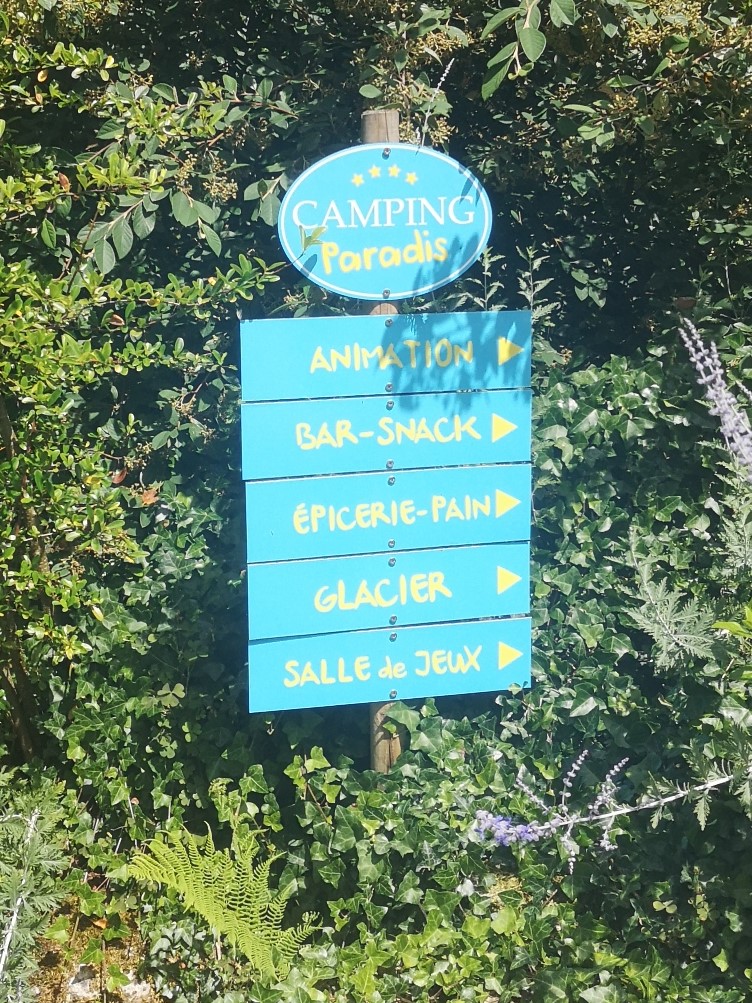 CAMPING
Paradis
ANIMATION
BAR-SNACK
ÉPICERIE-PAIN
GLACIER
SALLE de JEUX